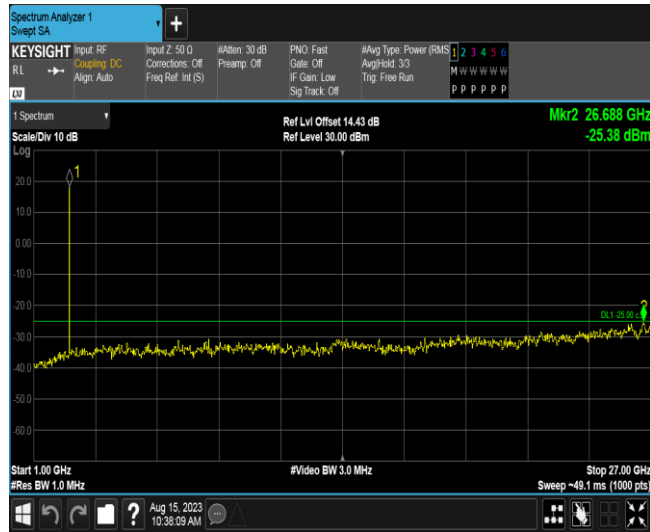 Spectrum Analyzer 1
Swept SA
+
KEYSIGHT
RL
LXI
Input: RF
Coupling: DC
Align: Auto
Input Z: 50 Ω
Corrections: Off
Freq Ref: Int (S)
#Atten: 30 dB
Preamp: Off
PNO: Fast
Gate: Off
IF Gain: Low
Sig Track: Off
#Avg Type: Power (RMS
Avg|Hold: 3/3
Trig: Free Run
1 2 3 4 5 6
M W W W W W
P P P P P P
1 Spectrum
Scale/Div 10 dB
Log
Ref Lvl Offset 14.43 dB
Ref Level 30.00 dBm
Mkr2 26.688 GHz
-25.38 dBm
1
20.0
10.0
0.00
-10.0
-20.0
2
DL1 -25.00
-30.0
-40.0
-50.0
-60.0
Start 1.00 GHz
#Video BW 3.0 MHz
Stop 27.00 GHz
#Res BW 1.0 MHz
Sweep ~49.1 ms (1000 pts)
?
Aug 15, 2023
10:38:09 AM